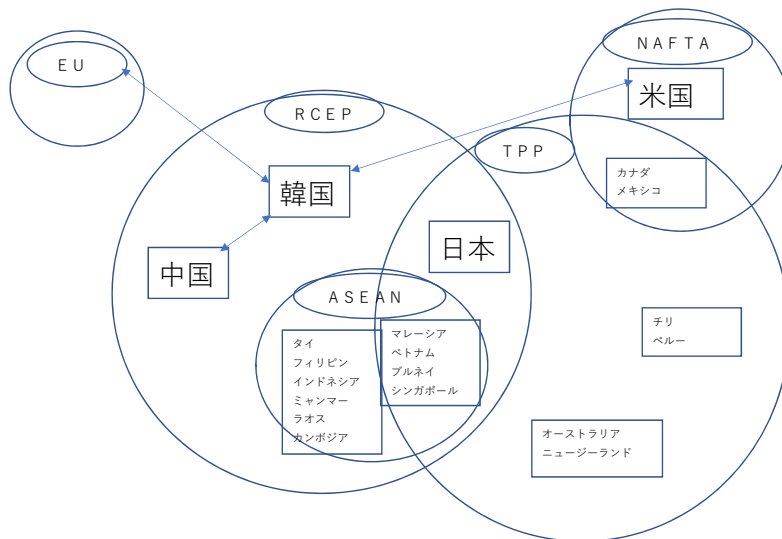 NAFTA
EU
米国
RCEP
TPP
カナダ
メキシコ
韓国
日本
中国
ASEAN
タイ
フィリピン
インドネシア
ミャンマー
ラオス
カンボジア
マレーシア
ベトナム
ブルネイ
シンガポール
チリ
ペルー
オーストラリア
ニュージーランド